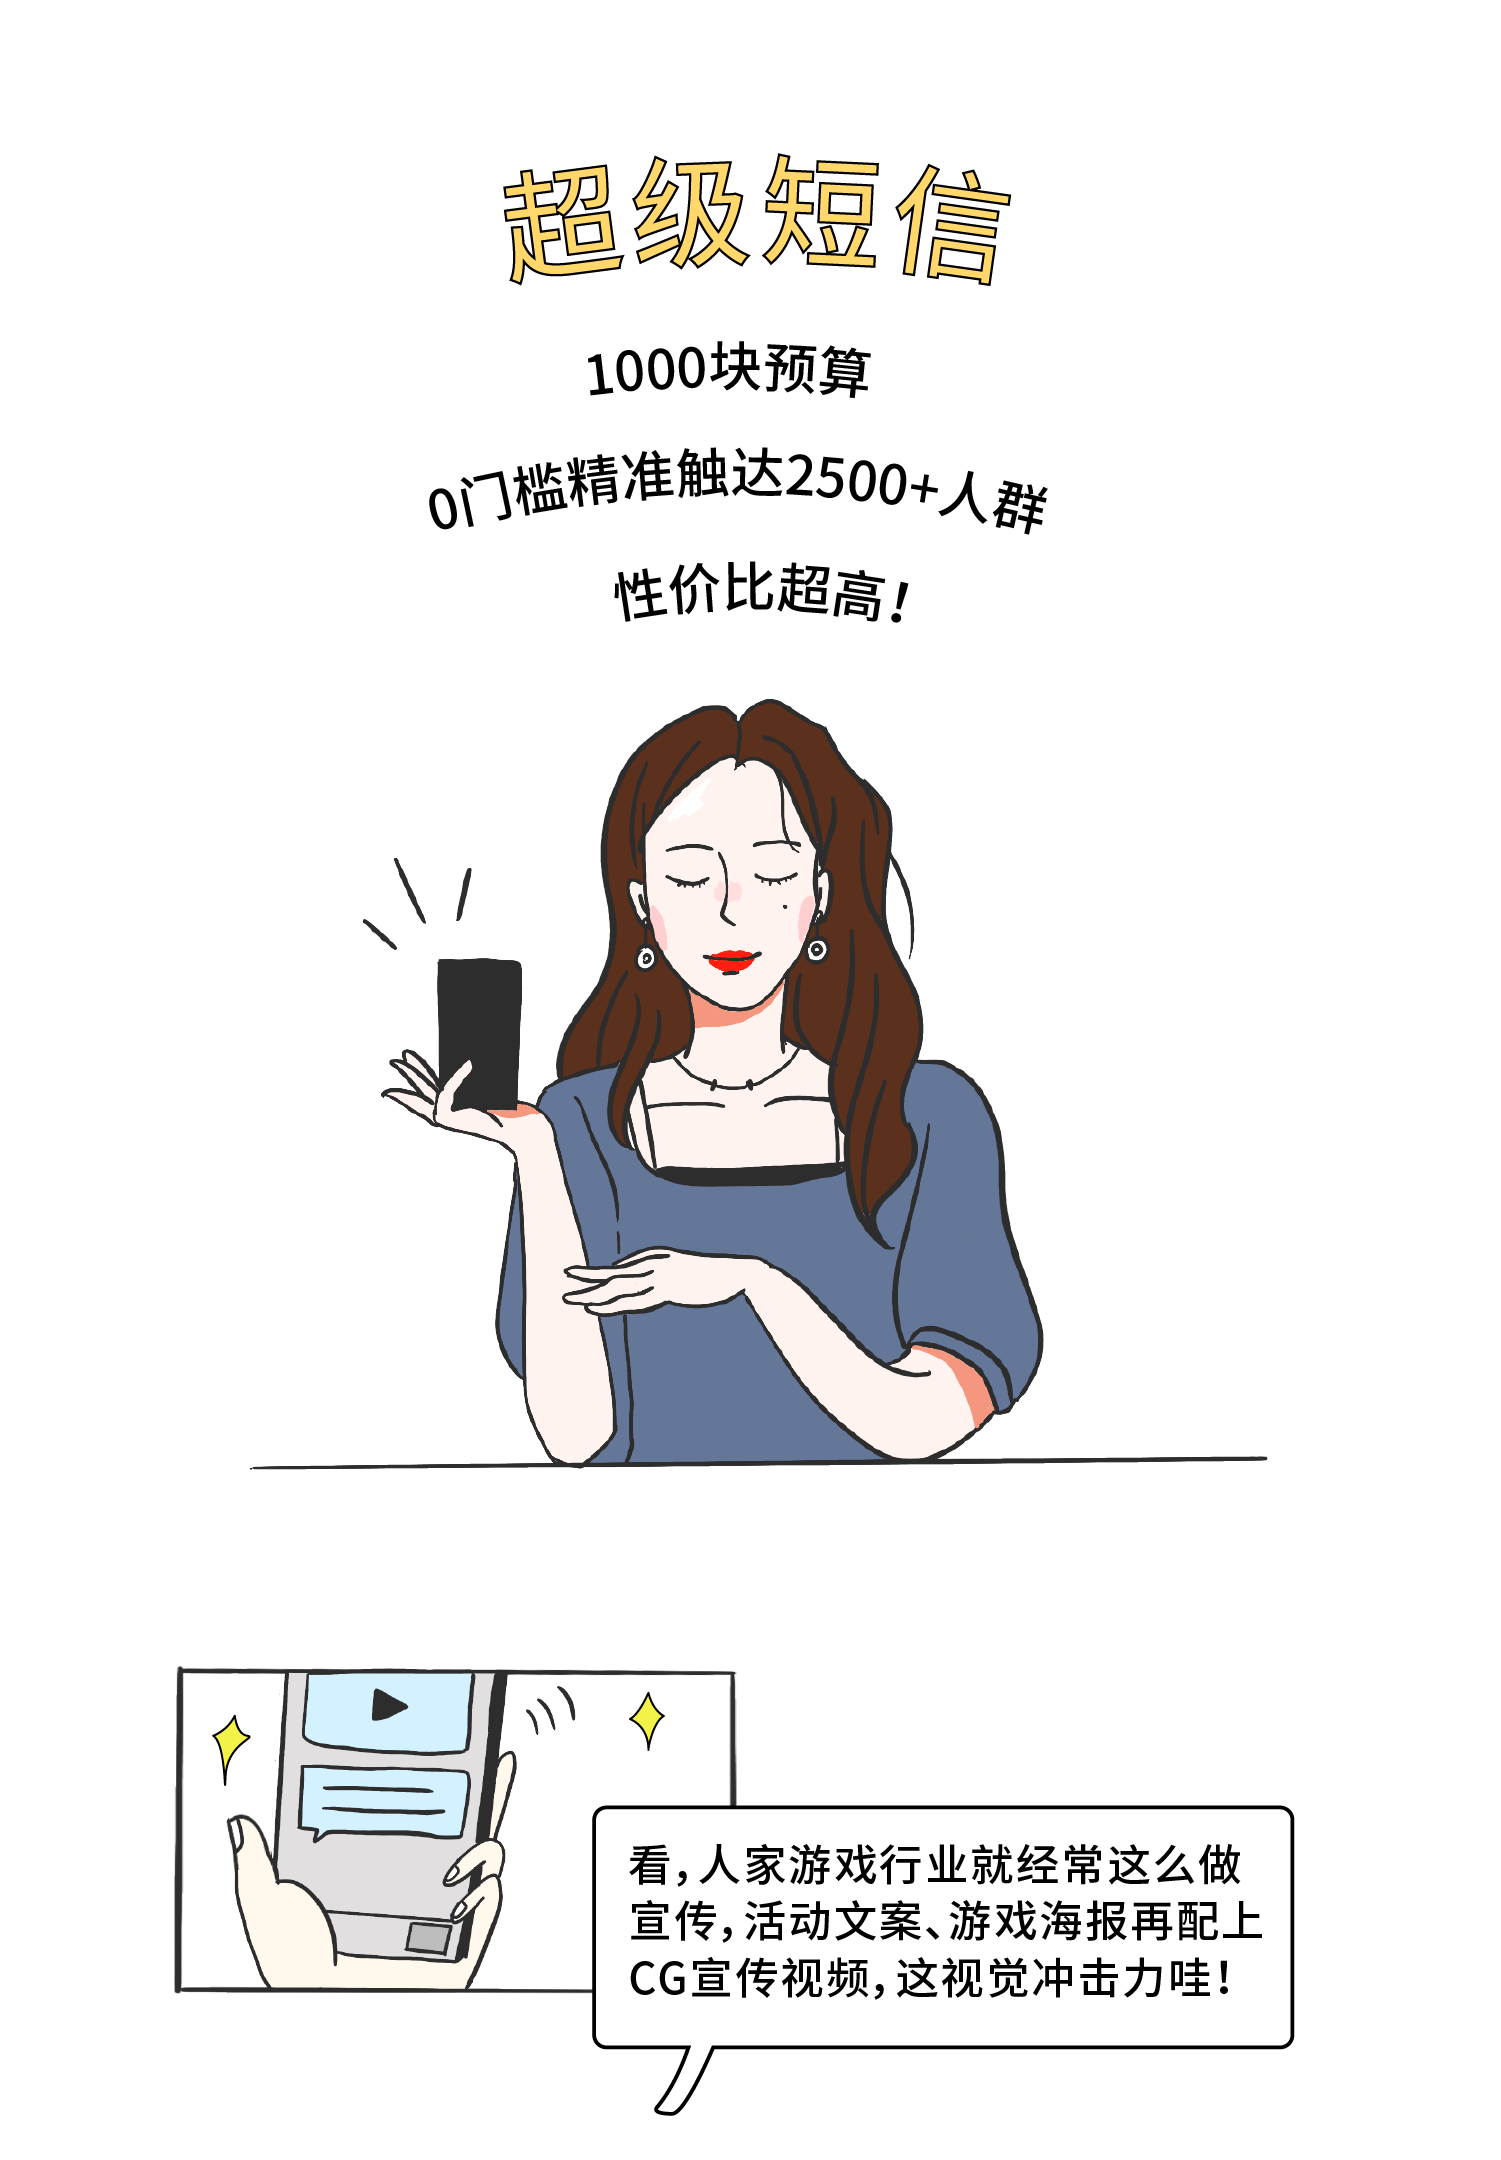 超级短信
1000块预算
0门槛精准触达2500+人群
性价比超高！
看，人家游戏行业就经常这么做
宣传，活动文案、游戏海报再配上
CG宣传视频，这视觉冲击力哇！